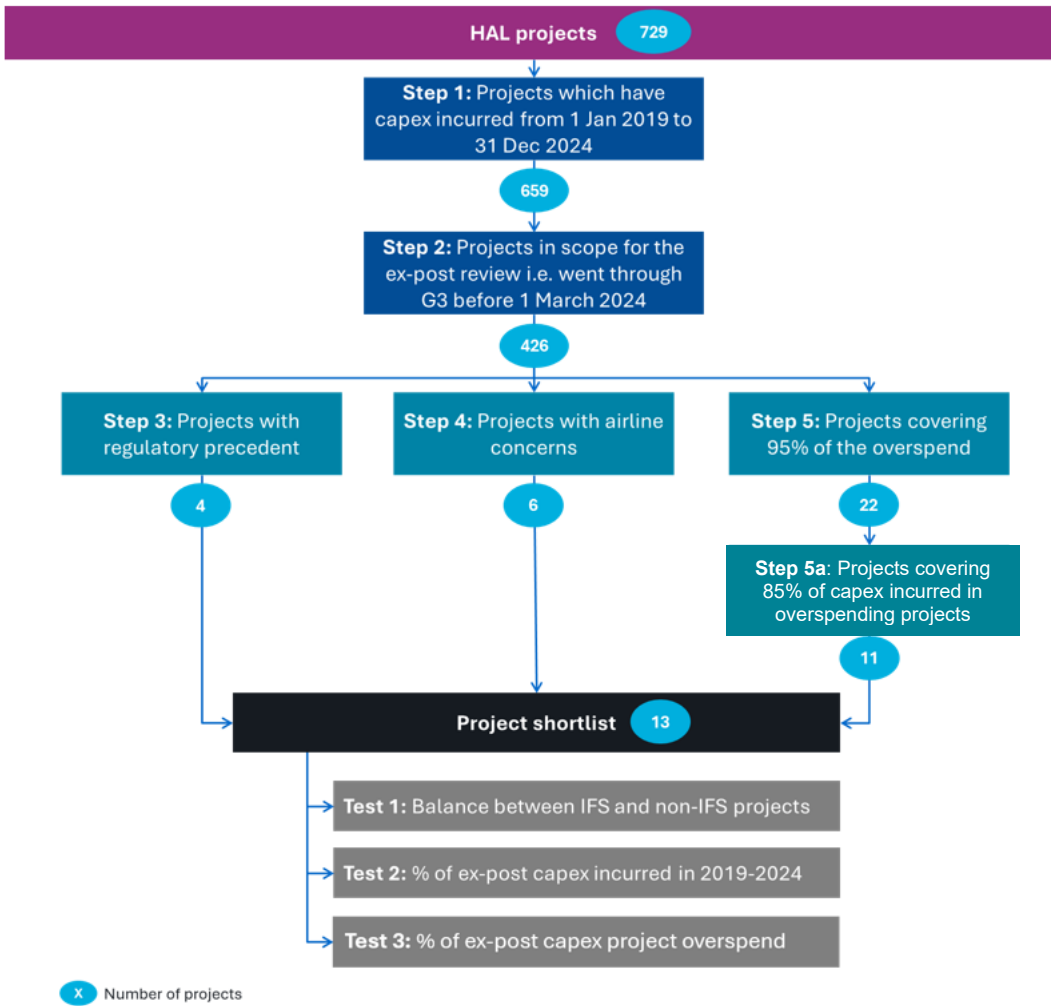 HAL projects 729
Step 1: Projects which have
capex incurred from 1 Jan 2019 to
31 Dec 2024
659
Step 2: Projects in scope for the
ex-post review i.e. went through
G3 before 1 March 2024
426
Step 3: Projects with
regulatory precedent
4
Step 4: Projects with airline
concerns
6
Step 5: Projects covering
95% of the overspend
22
Step 5a: Projects covering
85% of capex incurred in
overspending projects
11
Project shortlist 13
Test 1: Balance between IFS and non-IFS projects
Test 2: % of ex-post capex incurred in 2019-2024
Test 3: % of ex-post capex project overspend
X Number of projects